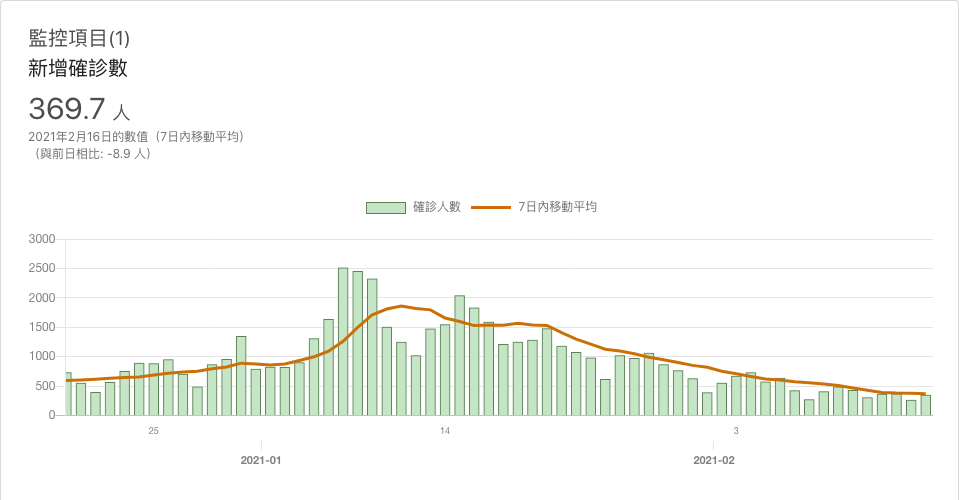 監控項目(1)
新增確診數
369.7 人
2021年2月16日的數值（7日內移動平均）
（與前日相比: -8.9 人）
確診人數 7日內移動平均
3000
2500
2000
1500
1000
500
0
25 14 3
2021-01 2021-02